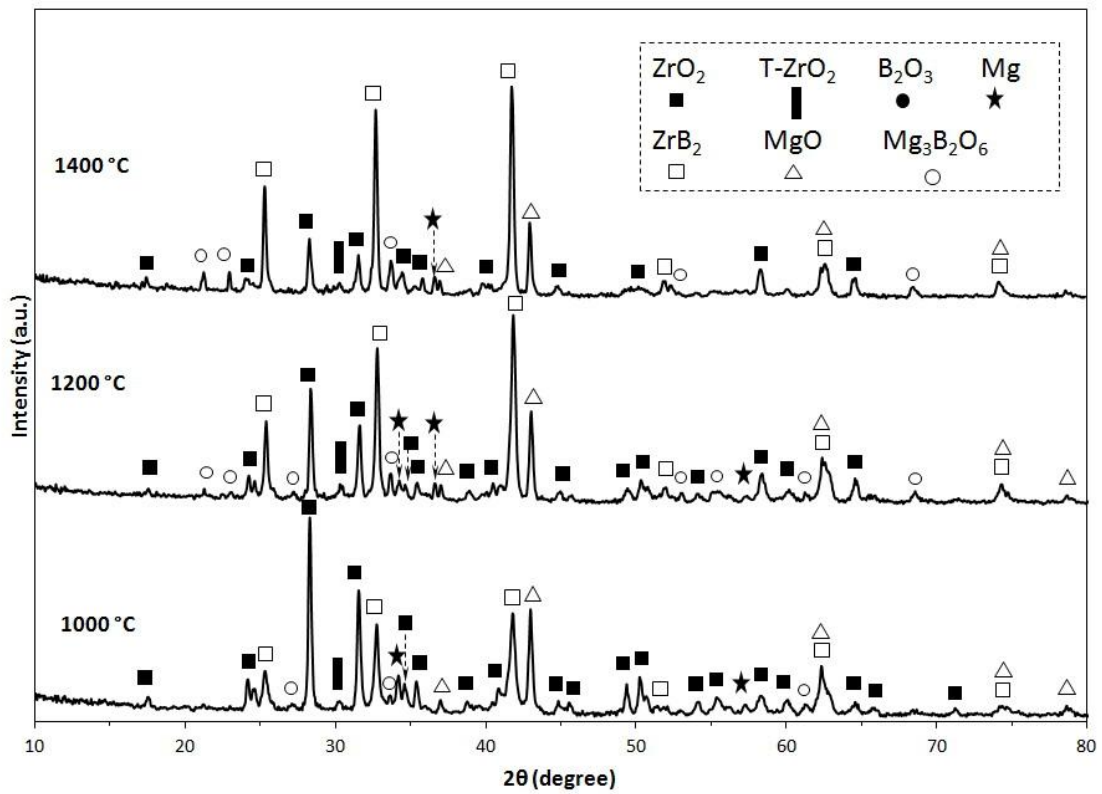 ZrO₂ T-ZrO₂ B₂O₃ Mg
ZrB₂ MgO Mg₃B₂O₆
1400 °C
1200 °C
1000 °C
Intensity (a.u.)
10 20 30 40 50 60 70 80
2θ (degree)